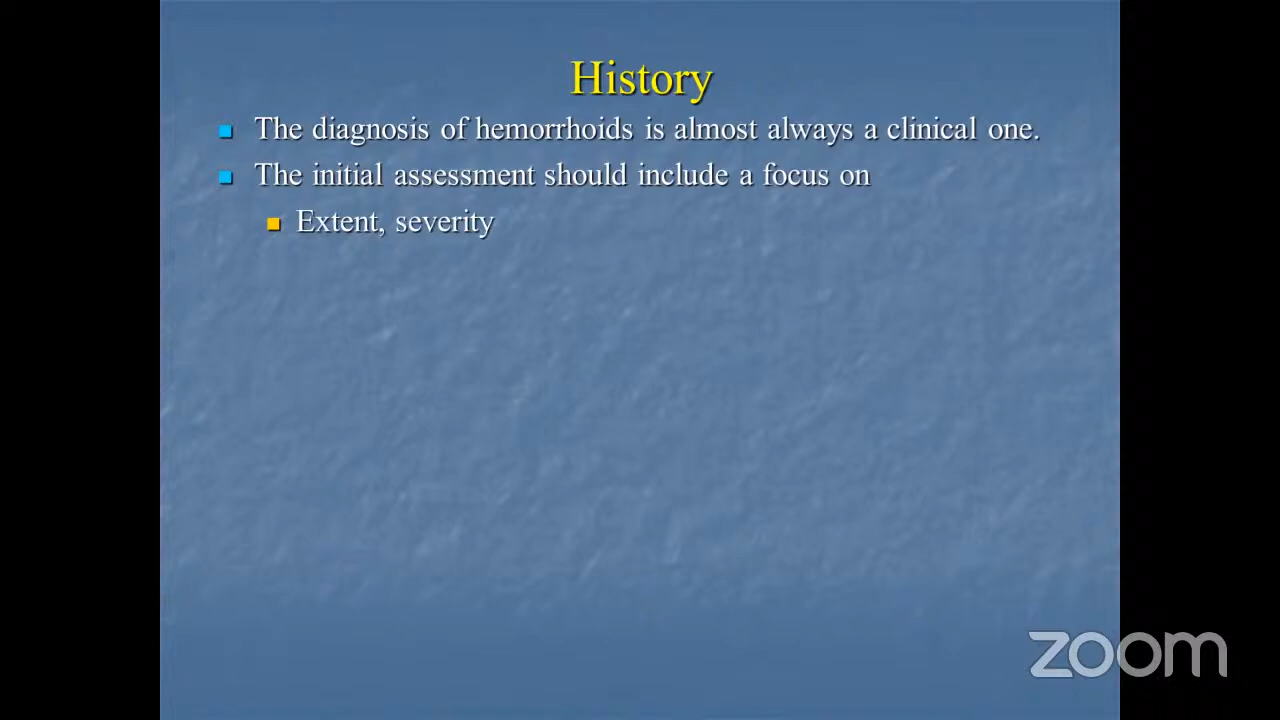 History
The diagnosis of hemorrhoids is almost always a clinical one.
The initial assessment should include a focus on
Extent, severity
zoom